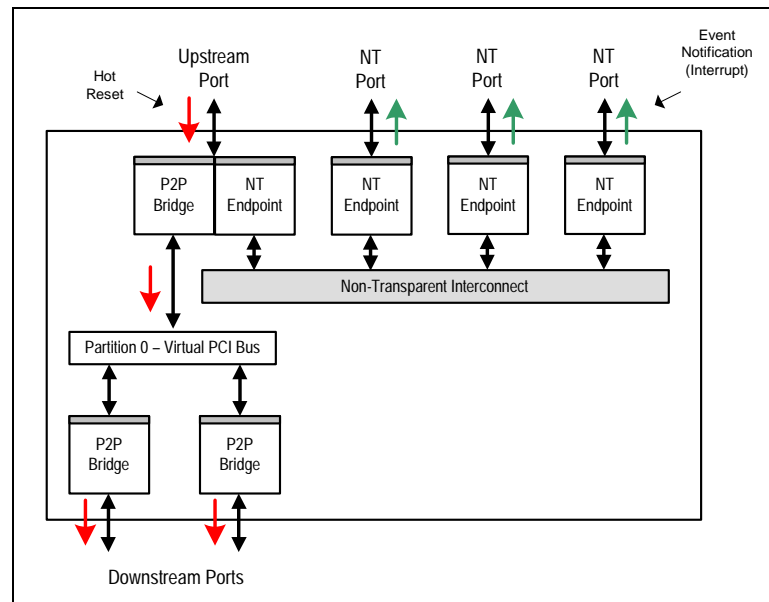 Hot
Reset
Upstream
Port
NT
Port
NT
Port
NT
Port
Event
Notification
(Interrupt)
P2P
Bridge
NT
Endpoint
NT
Endpoint
NT
Endpoint
NT
Endpoint
Non-Transparent Interconnect
Partition 0 – Virtual PCI Bus
P2P
Bridge
P2P
Bridge
Downstream Ports